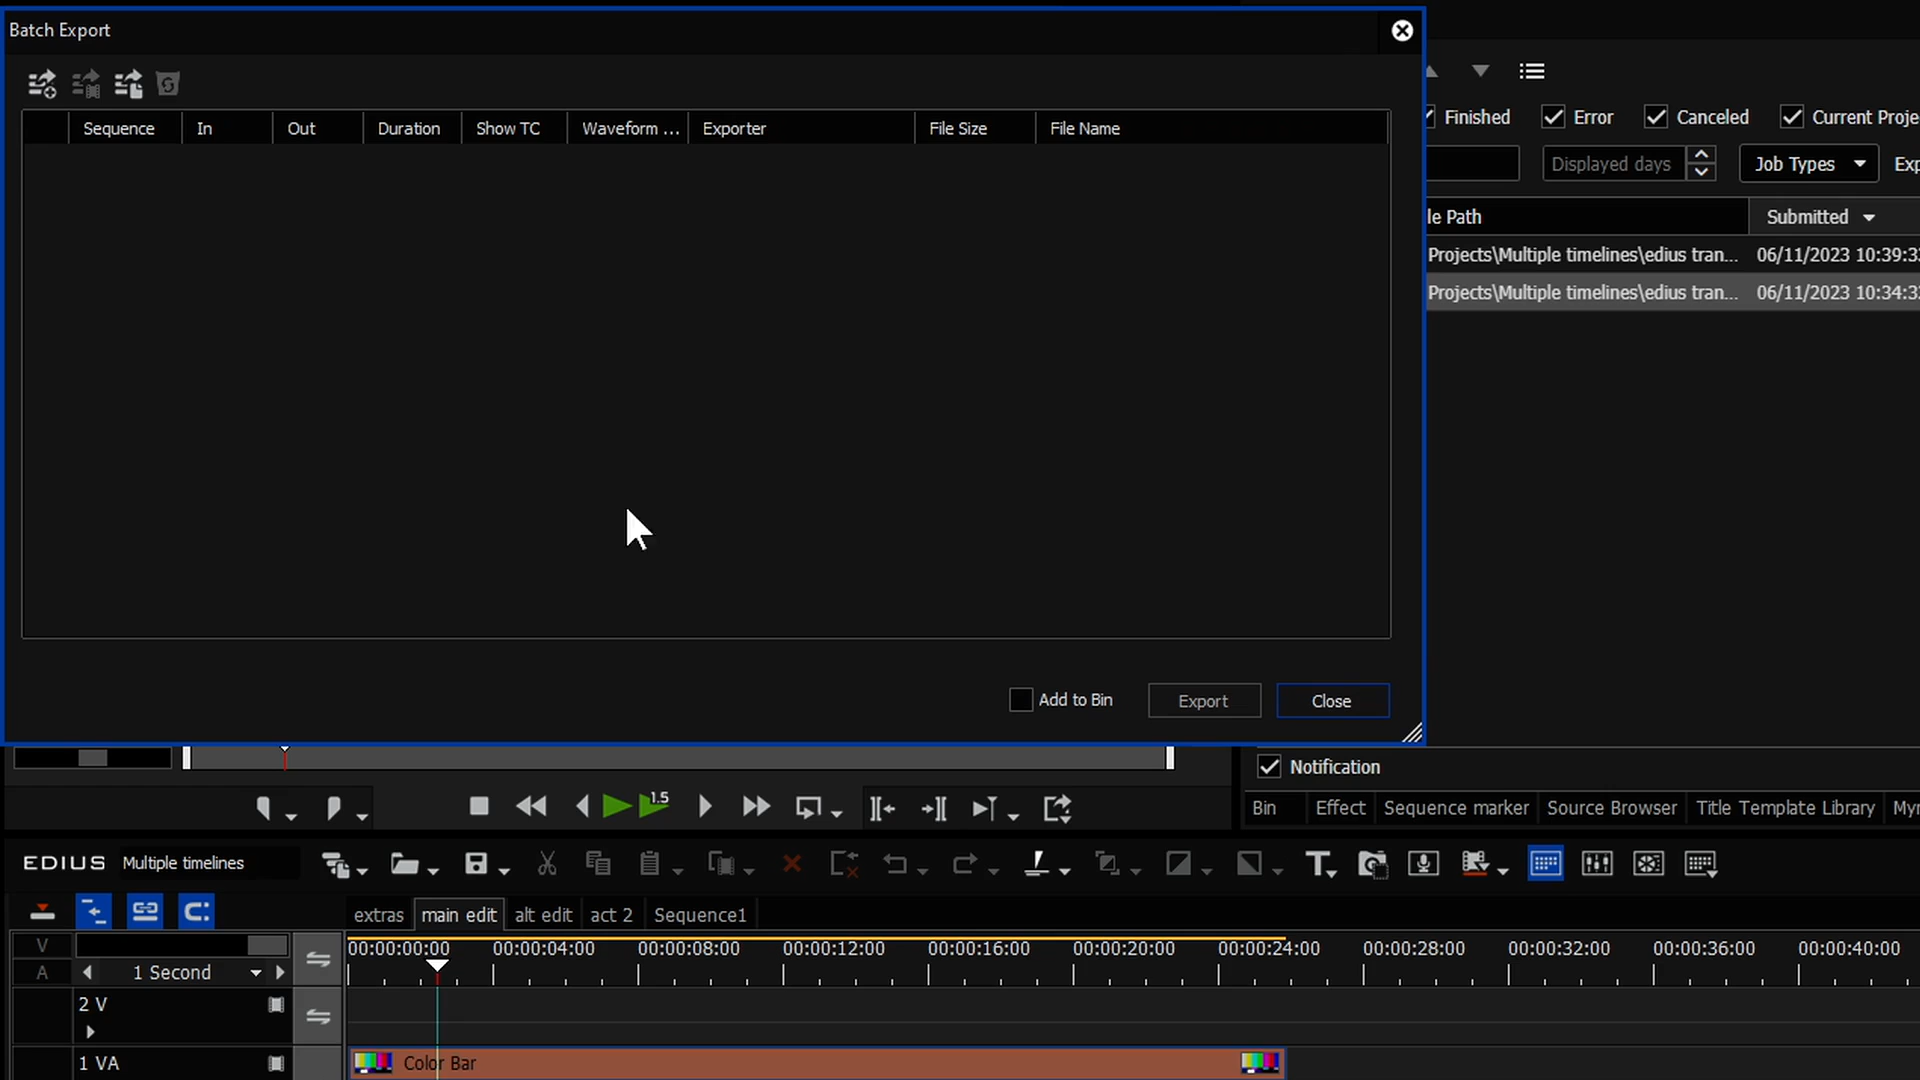 Batch Export
Sequence In Out Duration Show TC Waveform ... Exporter File Size File Name
Add to Bin Export Close
Finished Error Canceled Current Proje
Displayed days Job Types Exp
le Path Submitted
Projects\Multiple timelines\edius tran... 06/11/2023 10:39:3
Projects\Multiple timelines\edius tran... 06/11/2023 10:34:3
Notification
1.5
Bin Effect Sequence marker Source Browser Title Template Library
EDIUS Multiple timelines
extras main edit alt edit act 2 Sequence1
V 00:00:00:00 00:00:04:00 00:00:08:00 00:00:12:00 00:00:16:00 00:00:20:00 00:00:24:00 00:00:28:00 00:00:32:00 00:00:36:00 00:00:40:00
A 1 Second
2 V
1 VA Color Bar